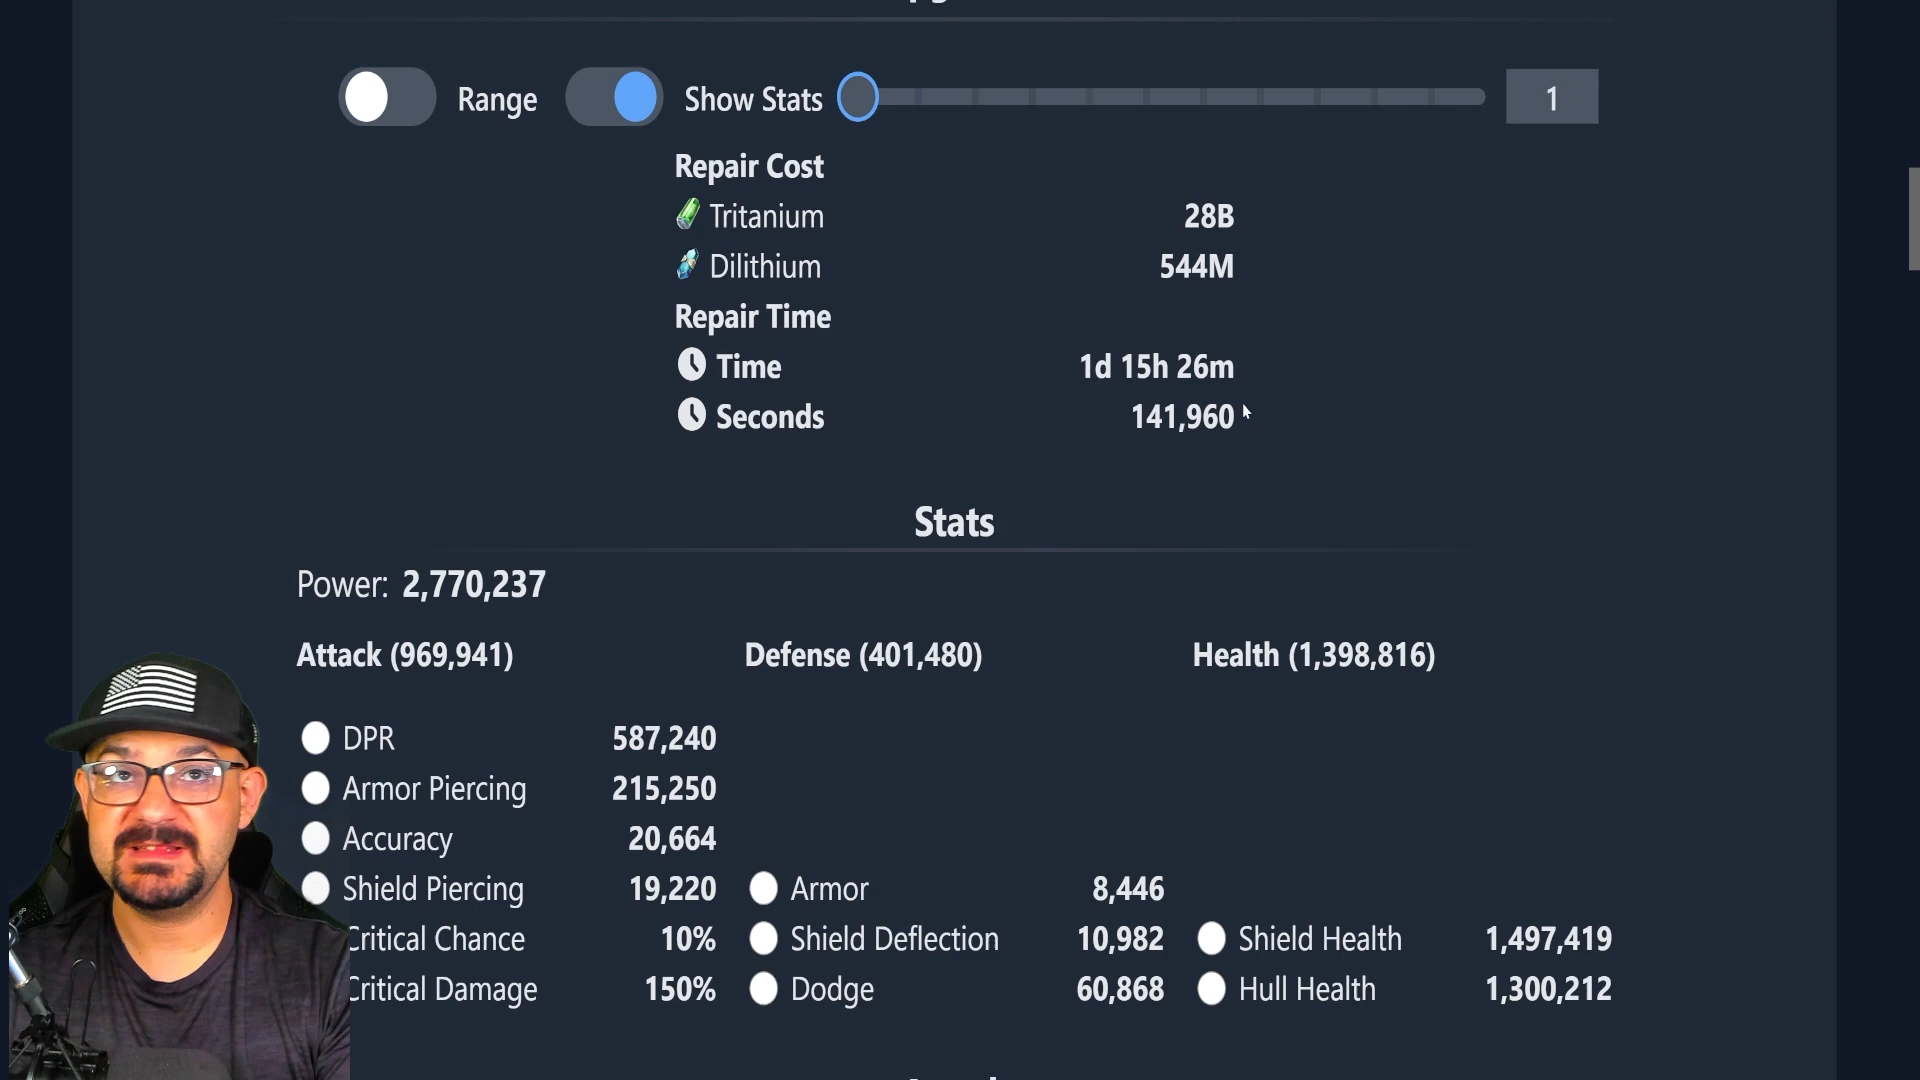 Range Show Stats 1
Repair Cost
Tritanium 28B
Dilithium 544M
Repair Time
Time 1d 15h 26m
Seconds 141,960
Stats
Power: 2,770,237
Attack (969,941) Defense (401,480) Health (1,398,816)
DPR 587,240
Armor Piercing 215,250
Accuracy 20,664
Shield Piercing 19,220 Armor 8,446
Critical Chance 10% Shield Deflection 10,982 Shield Health 1,497,419
Critical Damage 150% Dodge 60,868 Hull Health 1,300,212